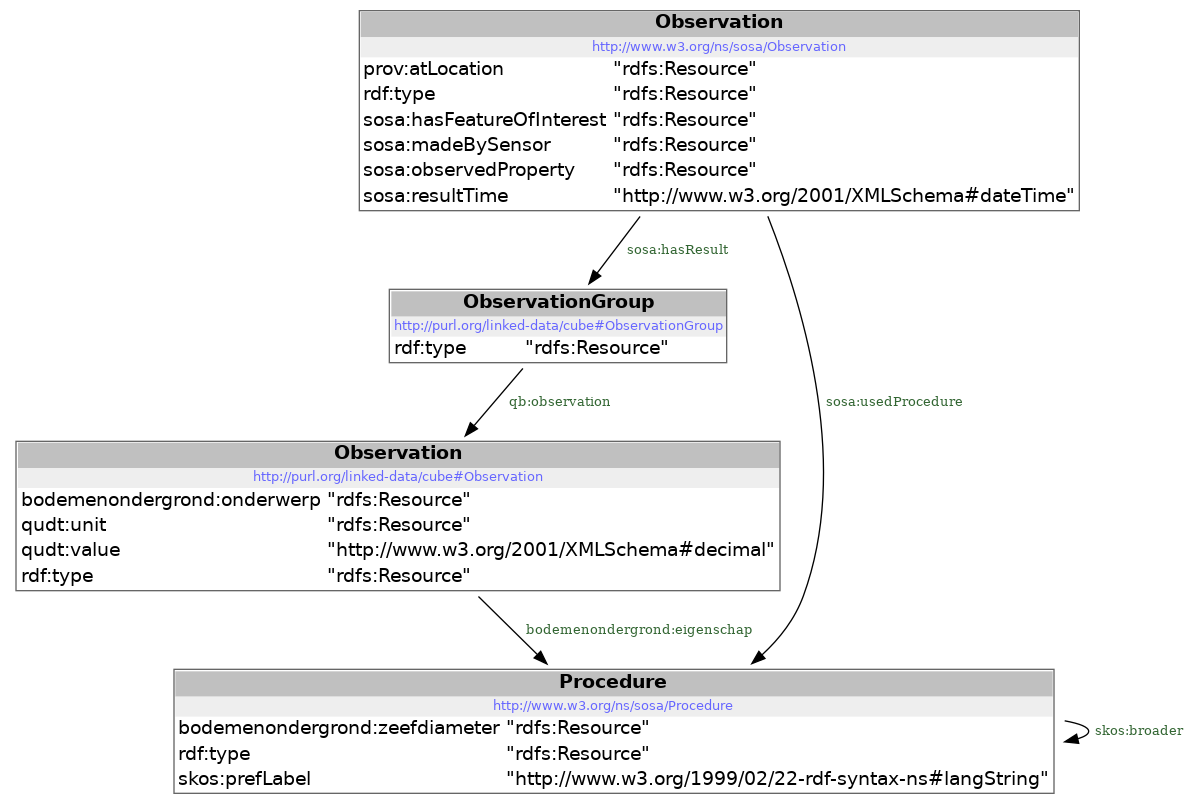 Observation
http://www.w3.org/ns/sosa/Observation
prov:atLocation "rdfs:Resource"
rdf:type "rdfs:Resource"
sosa:hasFeatureOfInterest "rdfs:Resource"
sosa:madeBySensor "rdfs:Resource"
sosa:observedProperty "rdfs:Resource"
sosa:resultTime "http://www.w3.org/2001/XMLSchema#dateTime"
sosa:hasResult
ObservationGroup
http://purl.org/linked-data/cube#ObservationGroup
rdf:type "rdfs:Resource"
qb:observation
sosa:usedProcedure
Observation
http://purl.org/linked-data/cube#Observation
bodemenondergrond:onderwerp "rdfs:Resource"
qudt:unit "rdfs:Resource"
qudt:value "http://www.w3.org/2001/XMLSchema#decimal"
rdf:type "rdfs:Resource"
bodemenondergrond:eigenschap
Procedure
http://www.w3.org/ns/sosa/Procedure
bodemenondergrond:zeefdiameter "rdfs:Resource"
rdf:type "rdfs:Resource"
skos:prefLabel "http://www.w3.org/1999/02/22-rdf-syntax-ns#langString"
skos:broader